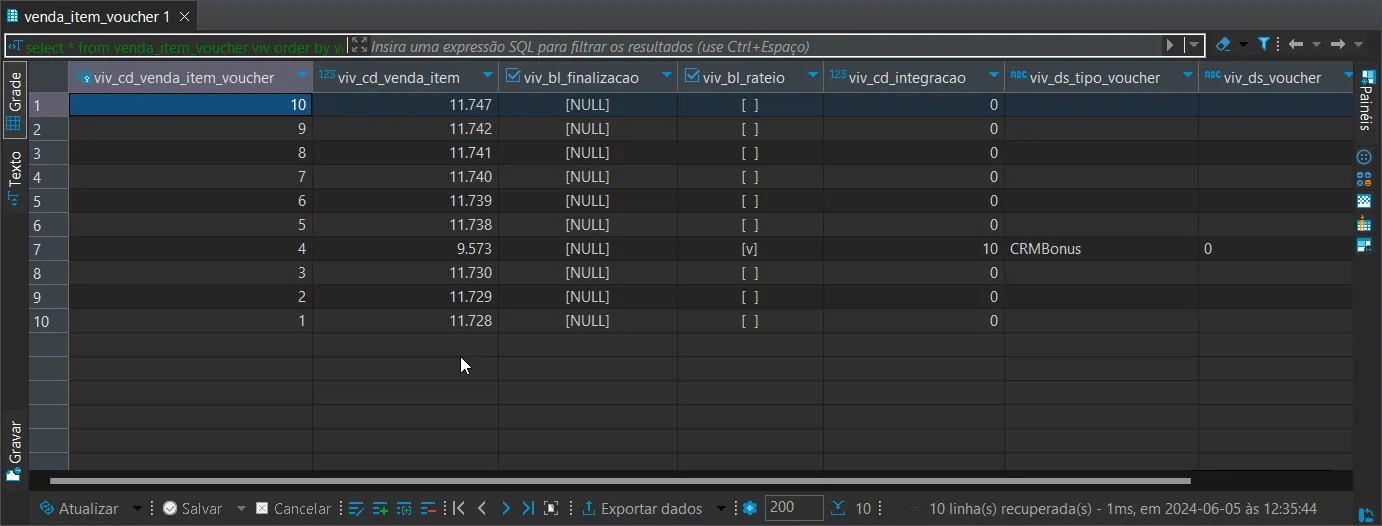 venda_item_voucher 1
select * from venda_item_voucher viv order by vi Insira uma expressão SQL para filtrar os resultados (use Ctrl+Espaço)
Grade
Texto
Gravar
viv_cd_venda_item_voucher 123 viv_cd_venda_item viv_bl_finalizacao viv_bl_rateio 123 viv_cd_integracao ABC viv_ds_tipo_voucher ABC viv_ds_voucher
1 10 11.747 [NULL] [ ] 0
2 9 11.742 [NULL] [ ] 0
3 8 11.741 [NULL] [ ] 0
4 7 11.740 [NULL] [ ] 0
5 6 11.739 [NULL] [ ] 0
6 5 11.738 [NULL] [ ] 0
7 4 9.573 [NULL] [v] 10 CRMBonus 0
8 3 11.730 [NULL] [ ] 0
9 2 11.729 [NULL] [ ] 0
10 1 11.728 [NULL] [ ] 0
Painéis
Atualizar Salvar Cancelar Exportar dados 200 10 10 linha(s) recuperada(s) - 1ms, em 2024-06-05 às 12:35:44